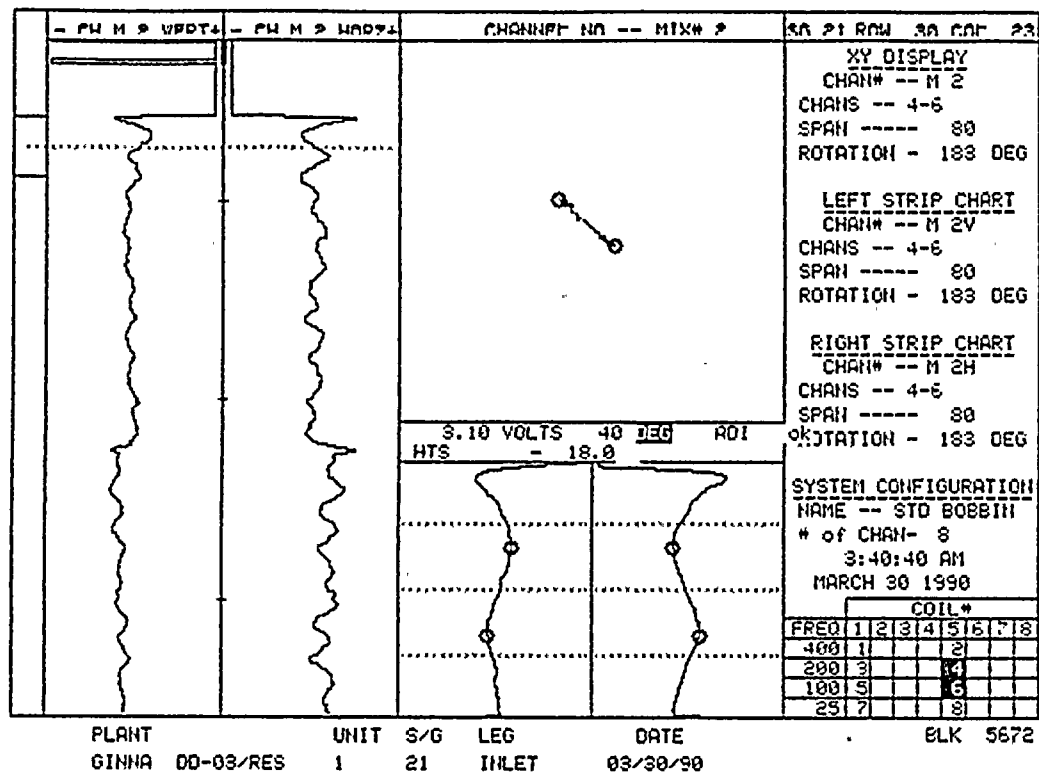 CHANNEL NO -- MIX# 2
XY DISPLAY
CHAN# -- M 2
CHANS -- 4-6
SPAN ----- 80
ROTATION - 183 DEG
LEFT STRIP CHART
CHAN# -- M 2V
CHANS -- 4-6
SPAN ----- 80
ROTATION - 183 DEG
RIGHT STRIP CHART
CHAN# -- M 2H
CHANS -- 4-6
SPAN ----- 80
ROTATION - 183 DEG
3.10 VOLTS 40 DEG ADI ok
HTS - 18.0
SYSTEM CONFIGURATION
NAME -- STD BOBBIN
# of CHAN- 8
3:40:40 AM
MARCH 30 1990
COIL#
FREQ 1 2 3 4 5 6 7 8
400 1 2
200 3 4
100 5 6
25 7 8
PLANT UNIT S/G LEG DATE BLK 5672
GINNA DD-03/RES 1 21 INLET 03/30/90